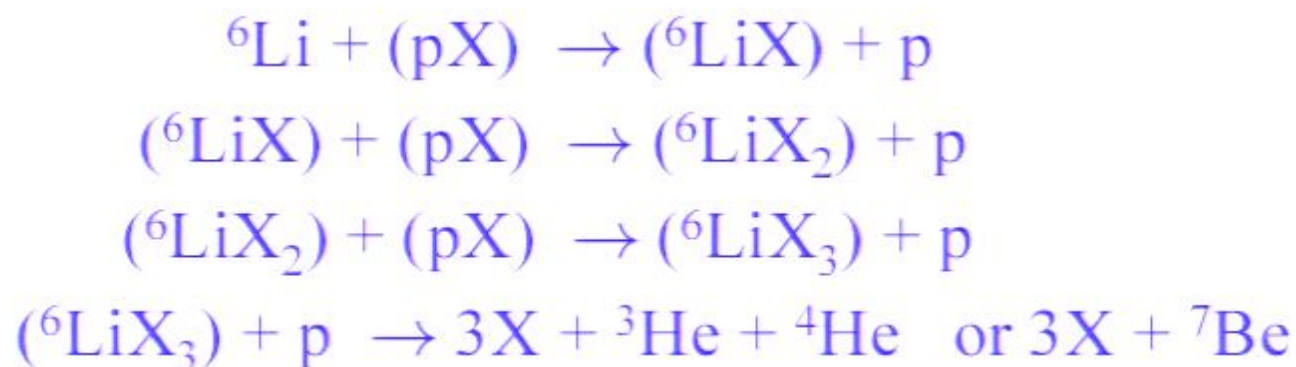 ⁶Li + (pX) → (⁶LiX) + p
(⁶LiX) + (pX) → (⁶LiX₂) + p
(⁶LiX₂) + (pX) → (⁶LiX₃) + p
(⁶LiX₃) + p → 3X + ³He + ⁴He or 3X + ⁷Be